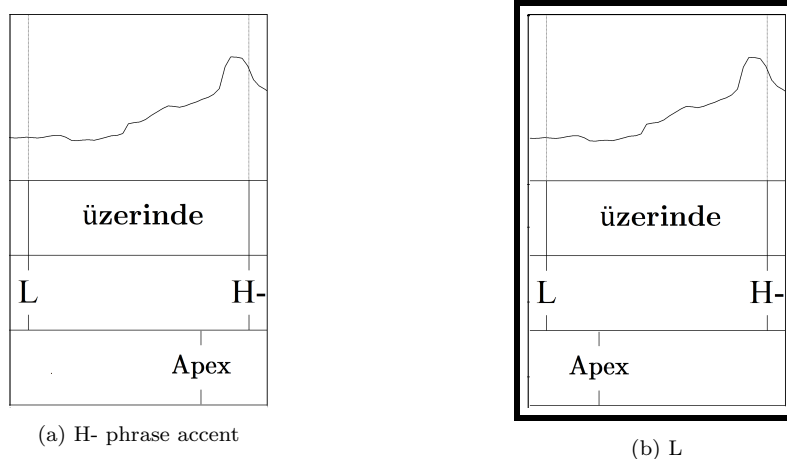 üzerinde
L H-
Apex
(a) H- phrase accent
üzerinde
L H-
Apex
(b) L